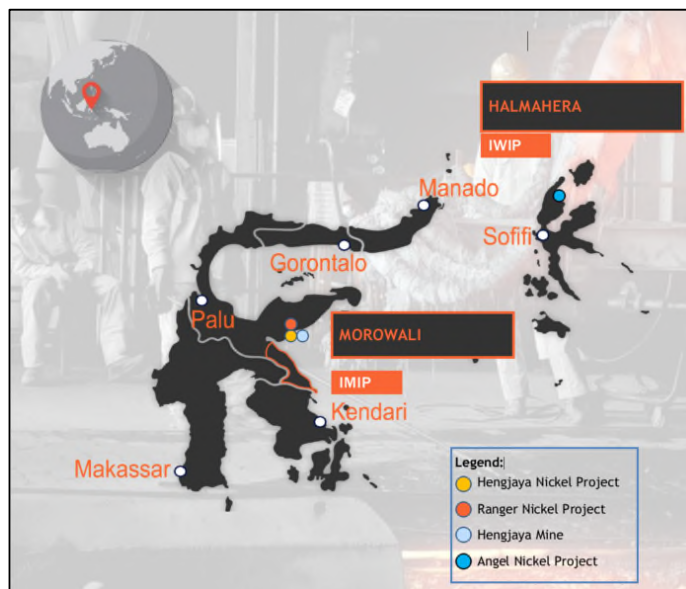 HALMAHERA
IWIP
Manado
Sofifi
Gorontalo
Palu
MOROWALI
IMIP
Kendari
Makassar
Legend:
Hengjaya Nickel Project
Ranger Nickel Project
Hengjaya Mine
Angel Nickel Project